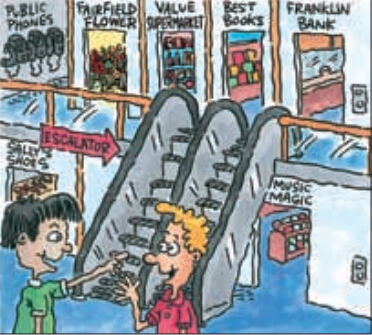 PUBLIC
PHONES
FAIRFIELD
FLOWER
VALUE
SUPERMARKET
BEST
BOOKS
FRANKLIN
BANK
ESCALATOR
SALLY'S
SHOES
MUSIC
MAGIC